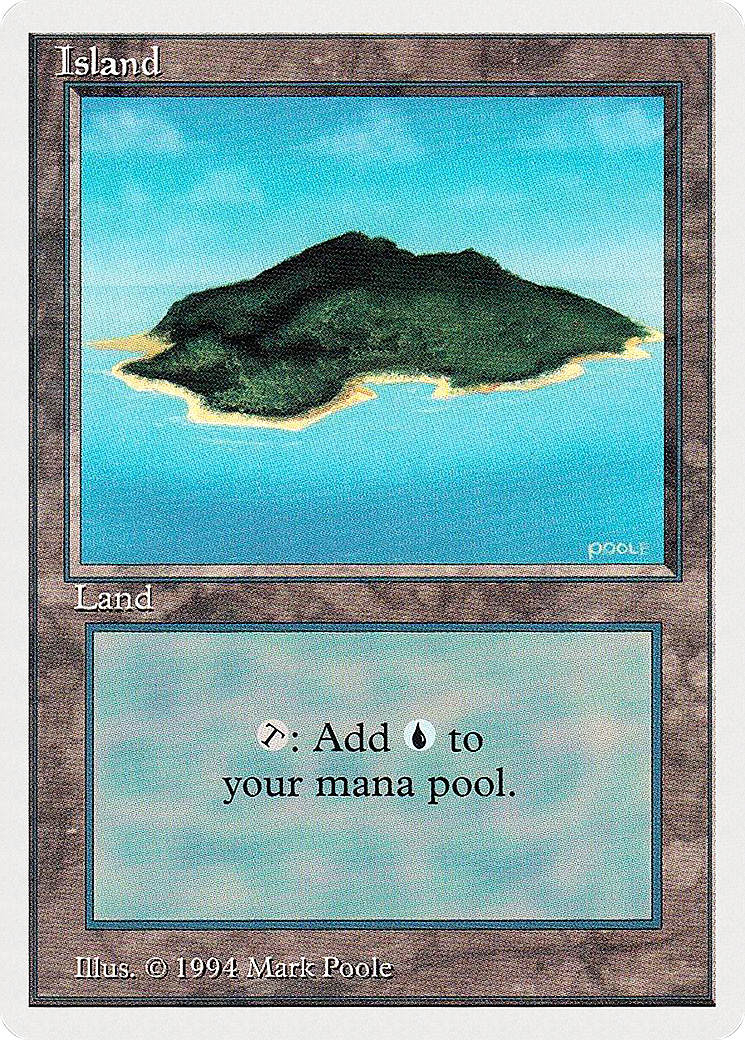 Island
POOLE
Land
T: Add to
your mana pool.
Illus. © 1994 Mark Poole